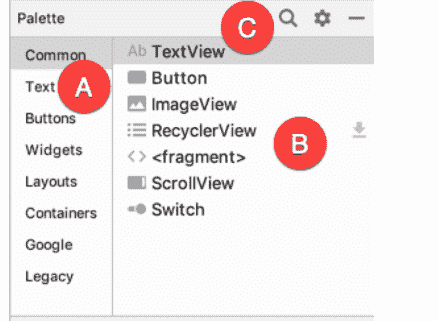 Palette
C
Common
Text
Buttons
Widgets
Layouts
Containers
Google
Legacy
A
Ab TextView
Button
ImageView
RecyclerView
<fragment>
ScrollView
Switch
B